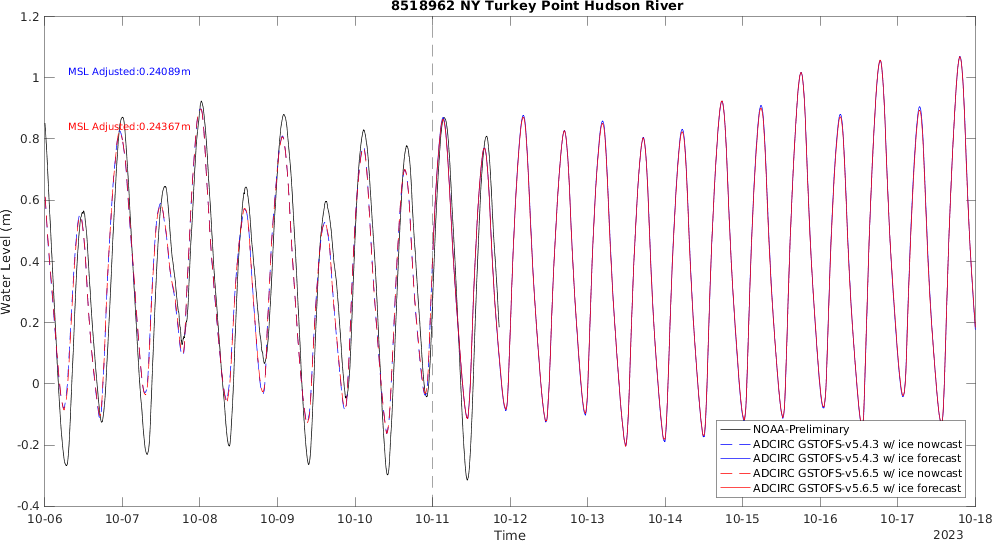 8518962 NY Turkey Point Hudson River
1.2
1
0.8
0.6
0.4
0.2
0
-0.2
-0.4
Water Level (m)
MSL Adjusted:0.24089m
MSL Adjusted:0.24367m
NOAA-Preliminary
ADCIRC GSTOFS-v5.4.3 w/ ice nowcast
ADCIRC GSTOFS-v5.4.3 w/ ice forecast
ADCIRC GSTOFS-v5.6.5 w/ ice nowcast
ADCIRC GSTOFS-v5.6.5 w/ ice forecast
10-06 10-07 10-08 10-09 10-10 10-11 10-12 10-13 10-14 10-15 10-16 10-17 10-18
Time
2023